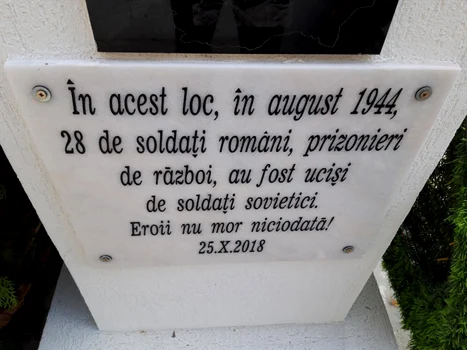 În acest loc, în august 1944,
28 de soldați români, prizonieri
de război, au fost uciși
de soldați sovietici.
Eroii nu mor niciodată!
25.X.2018